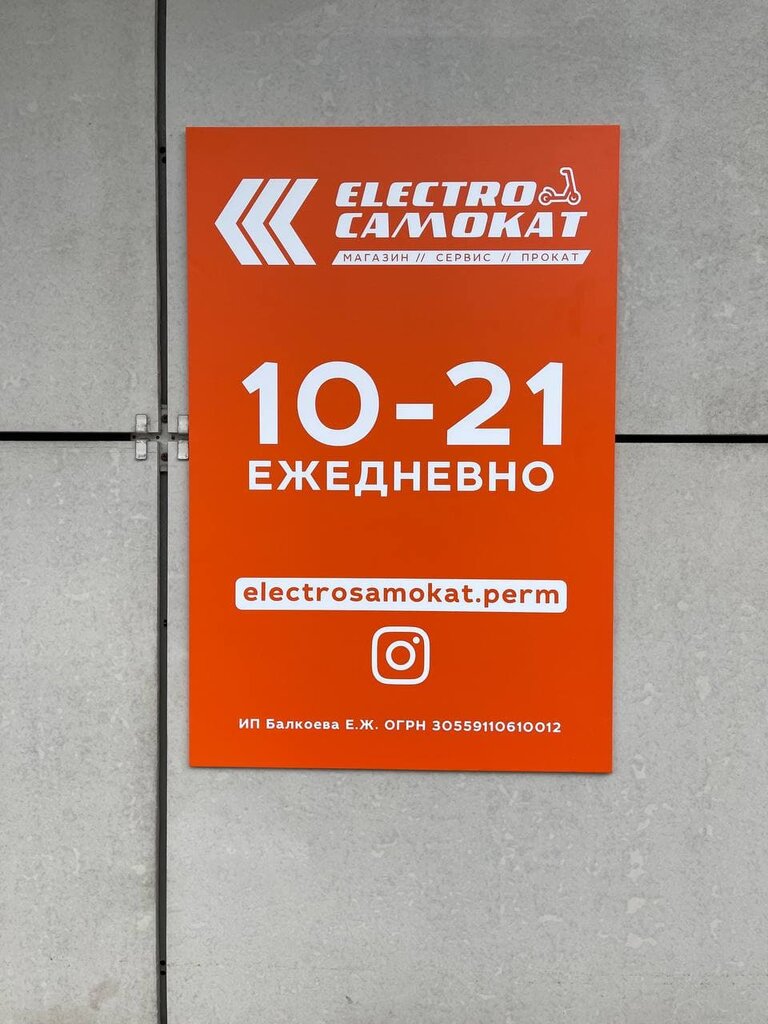 ELECTRO
САМОКАТ
МАГАЗИН // СЕРВИС // ПРОКАТ
10-21
ЕЖЕДНЕВНО
electrosamokat.perm
ИП Балкоева Е.Ж. ОГРН 30559110610012